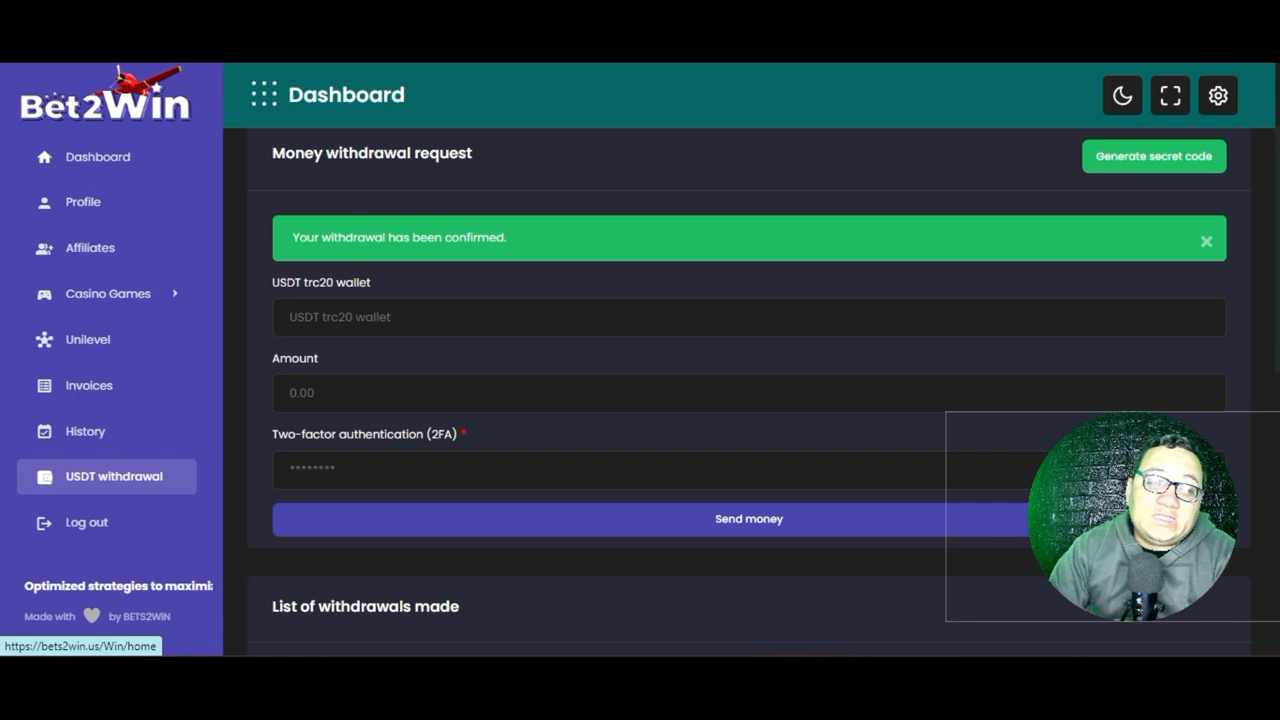 Bet2Win
Dashboard
Dashboard
Profile
Affiliates
Casino Games
Unilevel
Invoices
History
USDT withdrawal
Log out
Optimized strategies to maximiz
Made with by BETS2WIN
https://bets2win.us/Win/home
Money withdrawal request
Generate secret code
Your withdrawal has been confirmed.
USDT trc20 wallet
USDT trc20 wallet
Amount
0.00
Two-factor authentication (2FA) *
********
Send money
List of withdrawals made